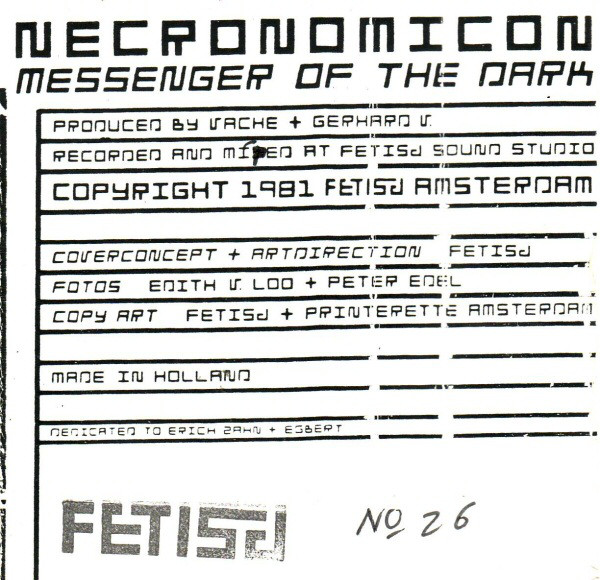 NECRONOMICON
MESSENGER OF THE DARK
PRODUCED BY VACHE + GERHARD V.
RECORDED AND MIXED AT FETISJ SOUND STUDIO
COPYRIGHT 1981 FETISJ AMSTERDAM
COVERCONCEPT + ARTDIRECTION FETISJ
FOTOS EDITH V. LOO + PETER EDEL
COPY ART FETISJ + PRINTERETTE AMSTERDAM
MADE IN HOLLAND
DEDICATED TO ERICH ZAHN + EGBERT
FETISJ
No 26